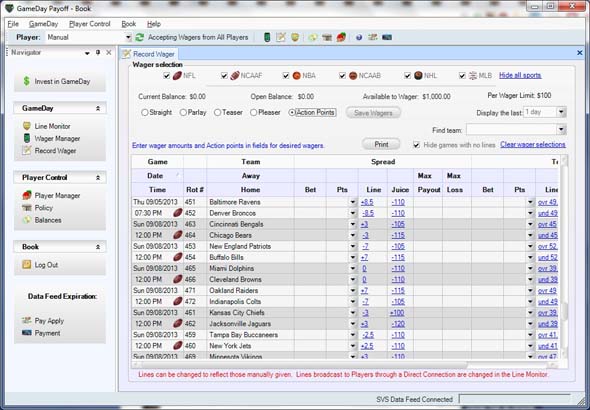 GameDay Payoff - Book
File GameDay Player Control Book Help
Player: Manual Accepting Wagers from All Players
Navigator
Record Wager
Wager selection
NFL NCAAF NBA NCAAB NHL MLB Hide all sports
Current Balance: $0.00 Open Balance: $0.00 Available to Wager: $1,000.00 Per Wager Limit: $100
Straight Parlay Teaser Pleaser Action Points Save Wagers Display the last: 1 day
Find team:
Enter wager amounts and Action points in fields for desired wagers. Print Hide games with no lines Clear wager selections
Invest in GameDay
GameDay
Line Monitor
Wager Manager
Record Wager
Player Control
Player Manager
Policy
Balances
Book
Log Out
Data Feed Expiration:
Pay Apply
Payment
Game Team Spread
Date Away Max Max
Time Rot # Home Bet Pts Line Juice Payout Loss Bet Pts Line
Thu 09/05/2013 451 Baltimore Ravens +8.5 -110 ovr 49.
07:30 PM 452 Denver Broncos -8.5 -110 und 49.
Sun 09/08/2013 463 Cincinnati Bengals +3 -105 ovr 45
12:00 PM 464 Chicago Bears -3 -115 und 45
Sun 09/08/2013 453 New England Patriots -7 -105 ovr 52.
12:00 PM 454 Buffalo Bills +7 -115 und 52.
Sun 09/08/2013 465 Miami Dolphins 0 -110 ovr 39.
12:00 PM 466 Cleveland Browns 0 -110 und 39.
Sun 09/08/2013 471 Oakland Raiders +7 -115 ovr 49
12:00 PM 472 Indianapolis Colts -7 -105 und 49
Sun 09/08/2013 461 Kansas City Chiefs -3 +100 ovr 39.
12:00 PM 462 Jacksonville Jaguars +3 -120 und 39.
Sun 09/08/2013 459 Tampa Bay Buccaneers -2.5 -110
12:00 PM 460 New York Jets +2.5 -110
Sun 09/08/2013 469 Minnesota Vikings
Lines can be changed to reflect those manually given. Lines broadcast to Players through a Direct Connection are changed in the Line Monitor.
SVS Data Feed Connected